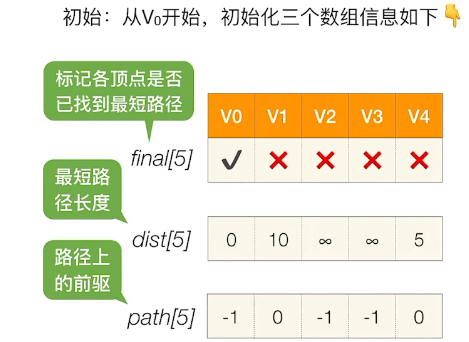 初始：从V₀开始，初始化三个数组信息如下👇
标记各顶点是否
已找到最短路径
V0 V1 V2 V3 V4
final[5] ✔ ❌ ❌ ❌ ❌
最短路
径长度
dist[5] 0 10 ∞ ∞ 5
路径上
的前驱
path[5] -1 0 -1 -1 0